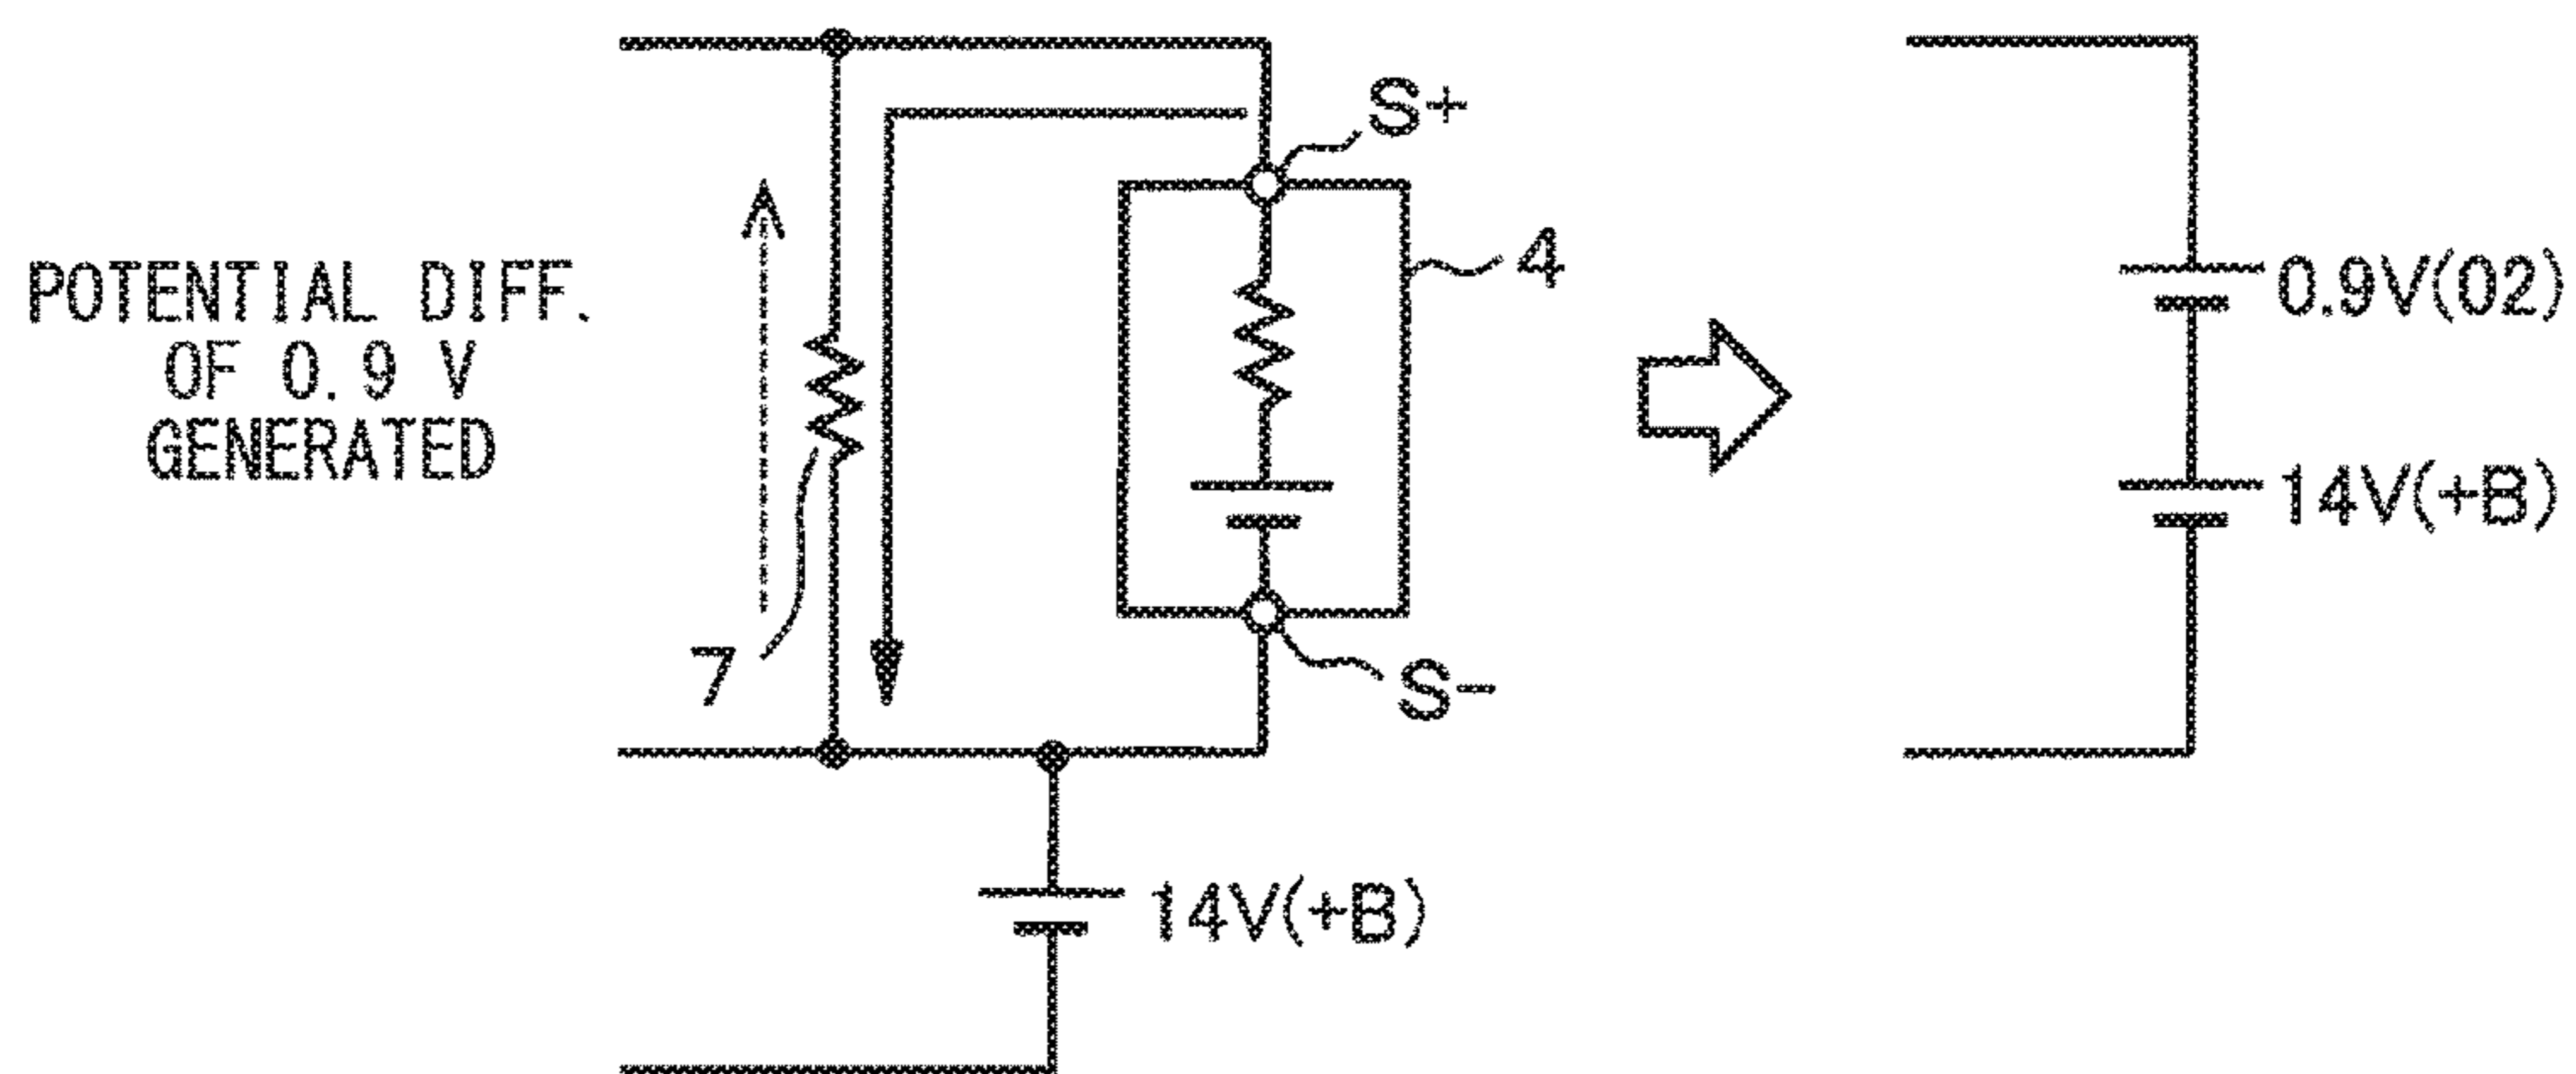 S+
POTENTIAL DIFF.
OF 0.9 V
GENERATED
4
0.9V(O2)
14V(+B)
7
S-
14V(+B)